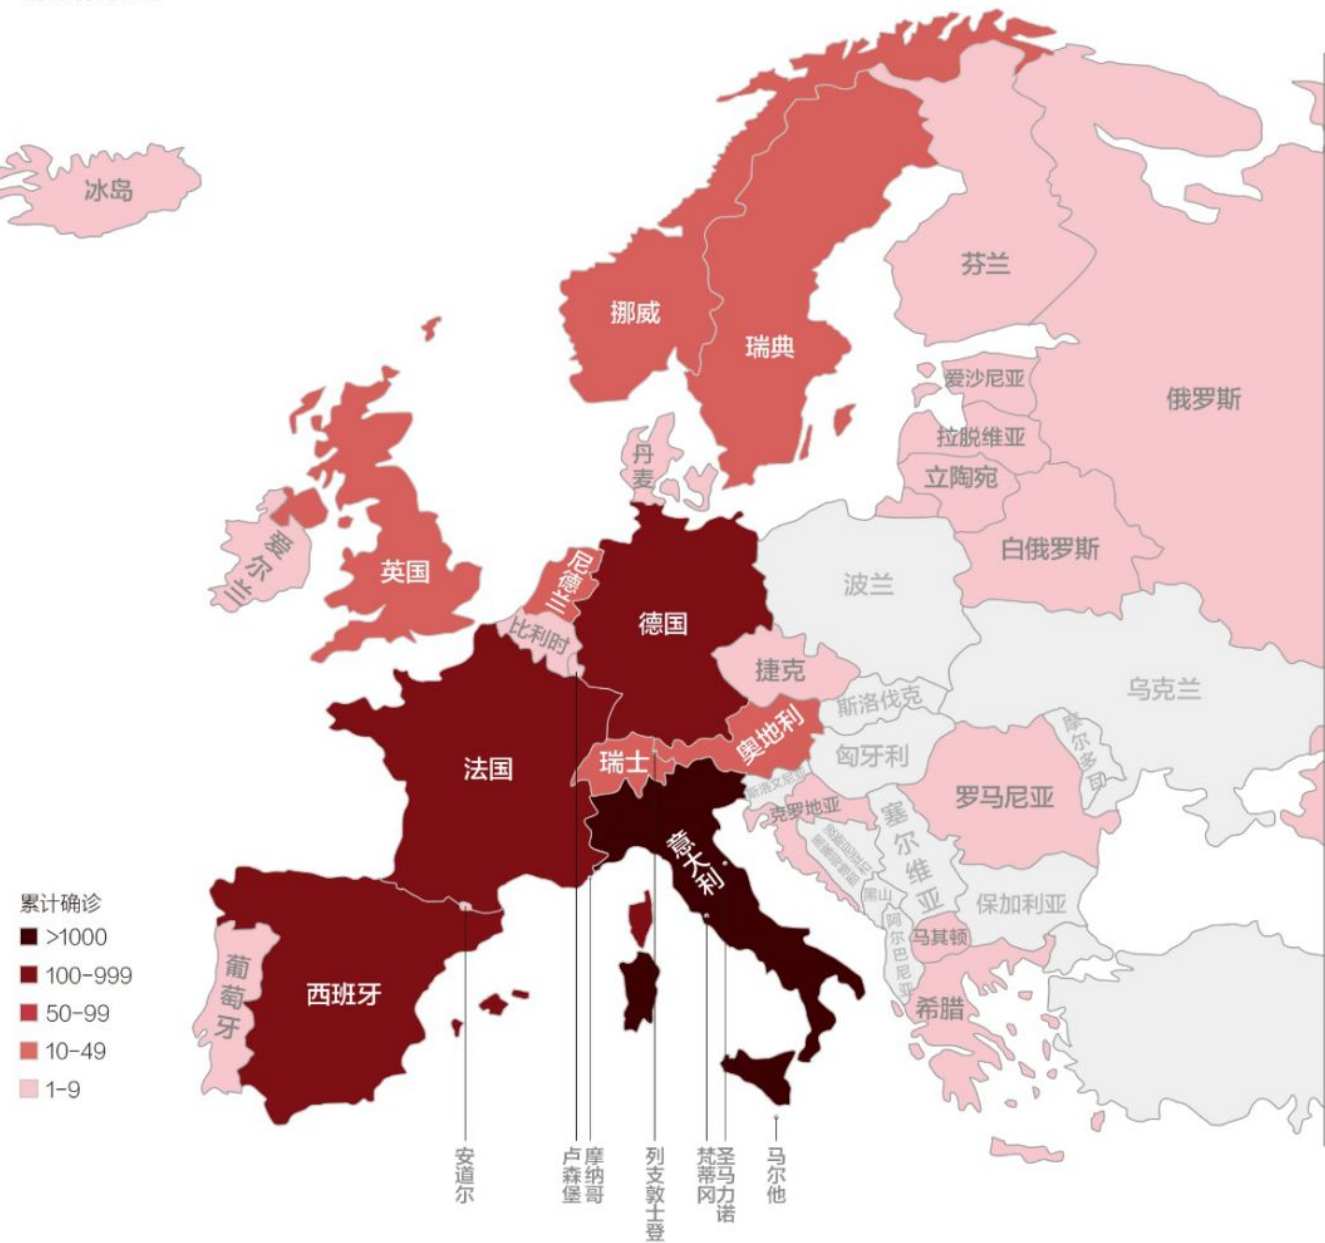 冰岛
芬兰
挪威
瑞典
爱沙尼亚
俄罗斯
拉脱维亚
丹麦
立陶宛
白俄罗斯
爱尔兰
英国
尼德兰
波兰
德国
比利时
捷克
乌克兰
斯洛伐克
摩尔多瓦
奥地利
瑞士
匈牙利
法国
斯洛文尼亚
罗马尼亚
克罗地亚
塞尔维亚
意大利
黑山
保加利亚
阿尔巴尼亚
马其顿
西班牙
葡萄牙
希腊
累计确诊
>1000
100-999
50-99
10-49
1-9
安道尔
卢森堡
摩纳哥
列支敦士登
梵蒂冈
圣马力诺
马尔他